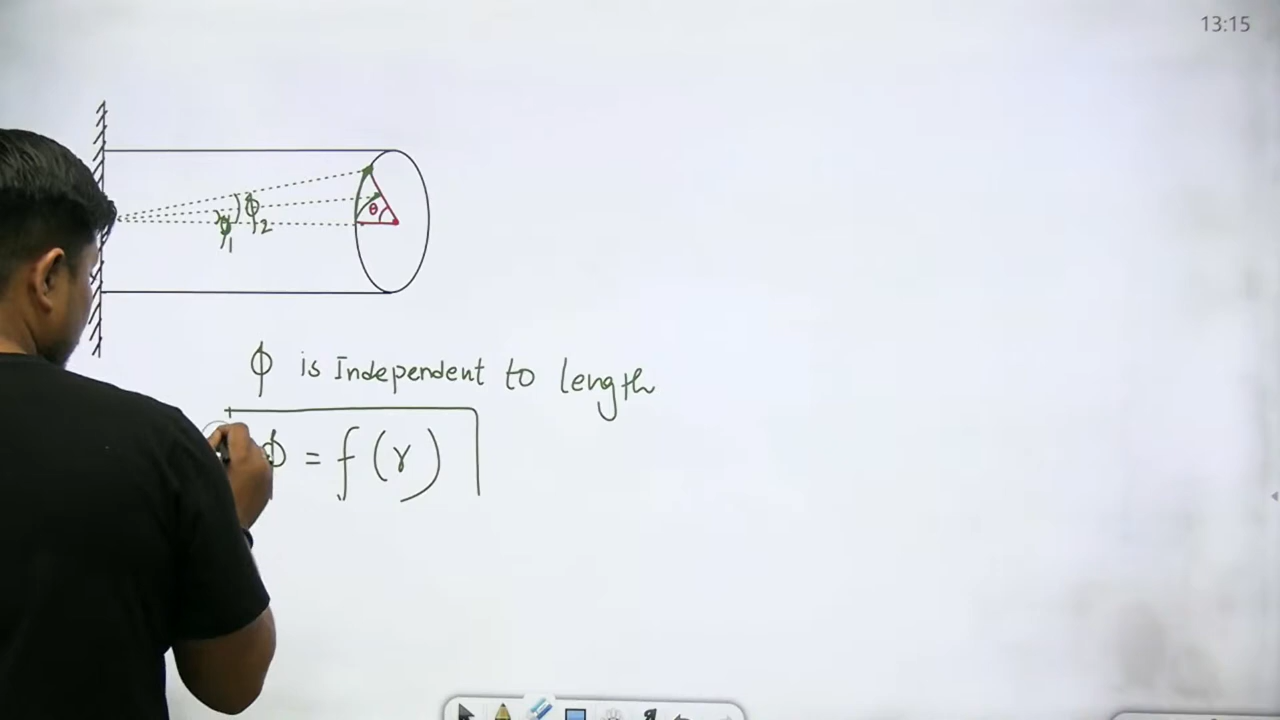 13:15
θ
ϕ2
ϕ1
ϕ is Independent to length
ϕ = f(r)